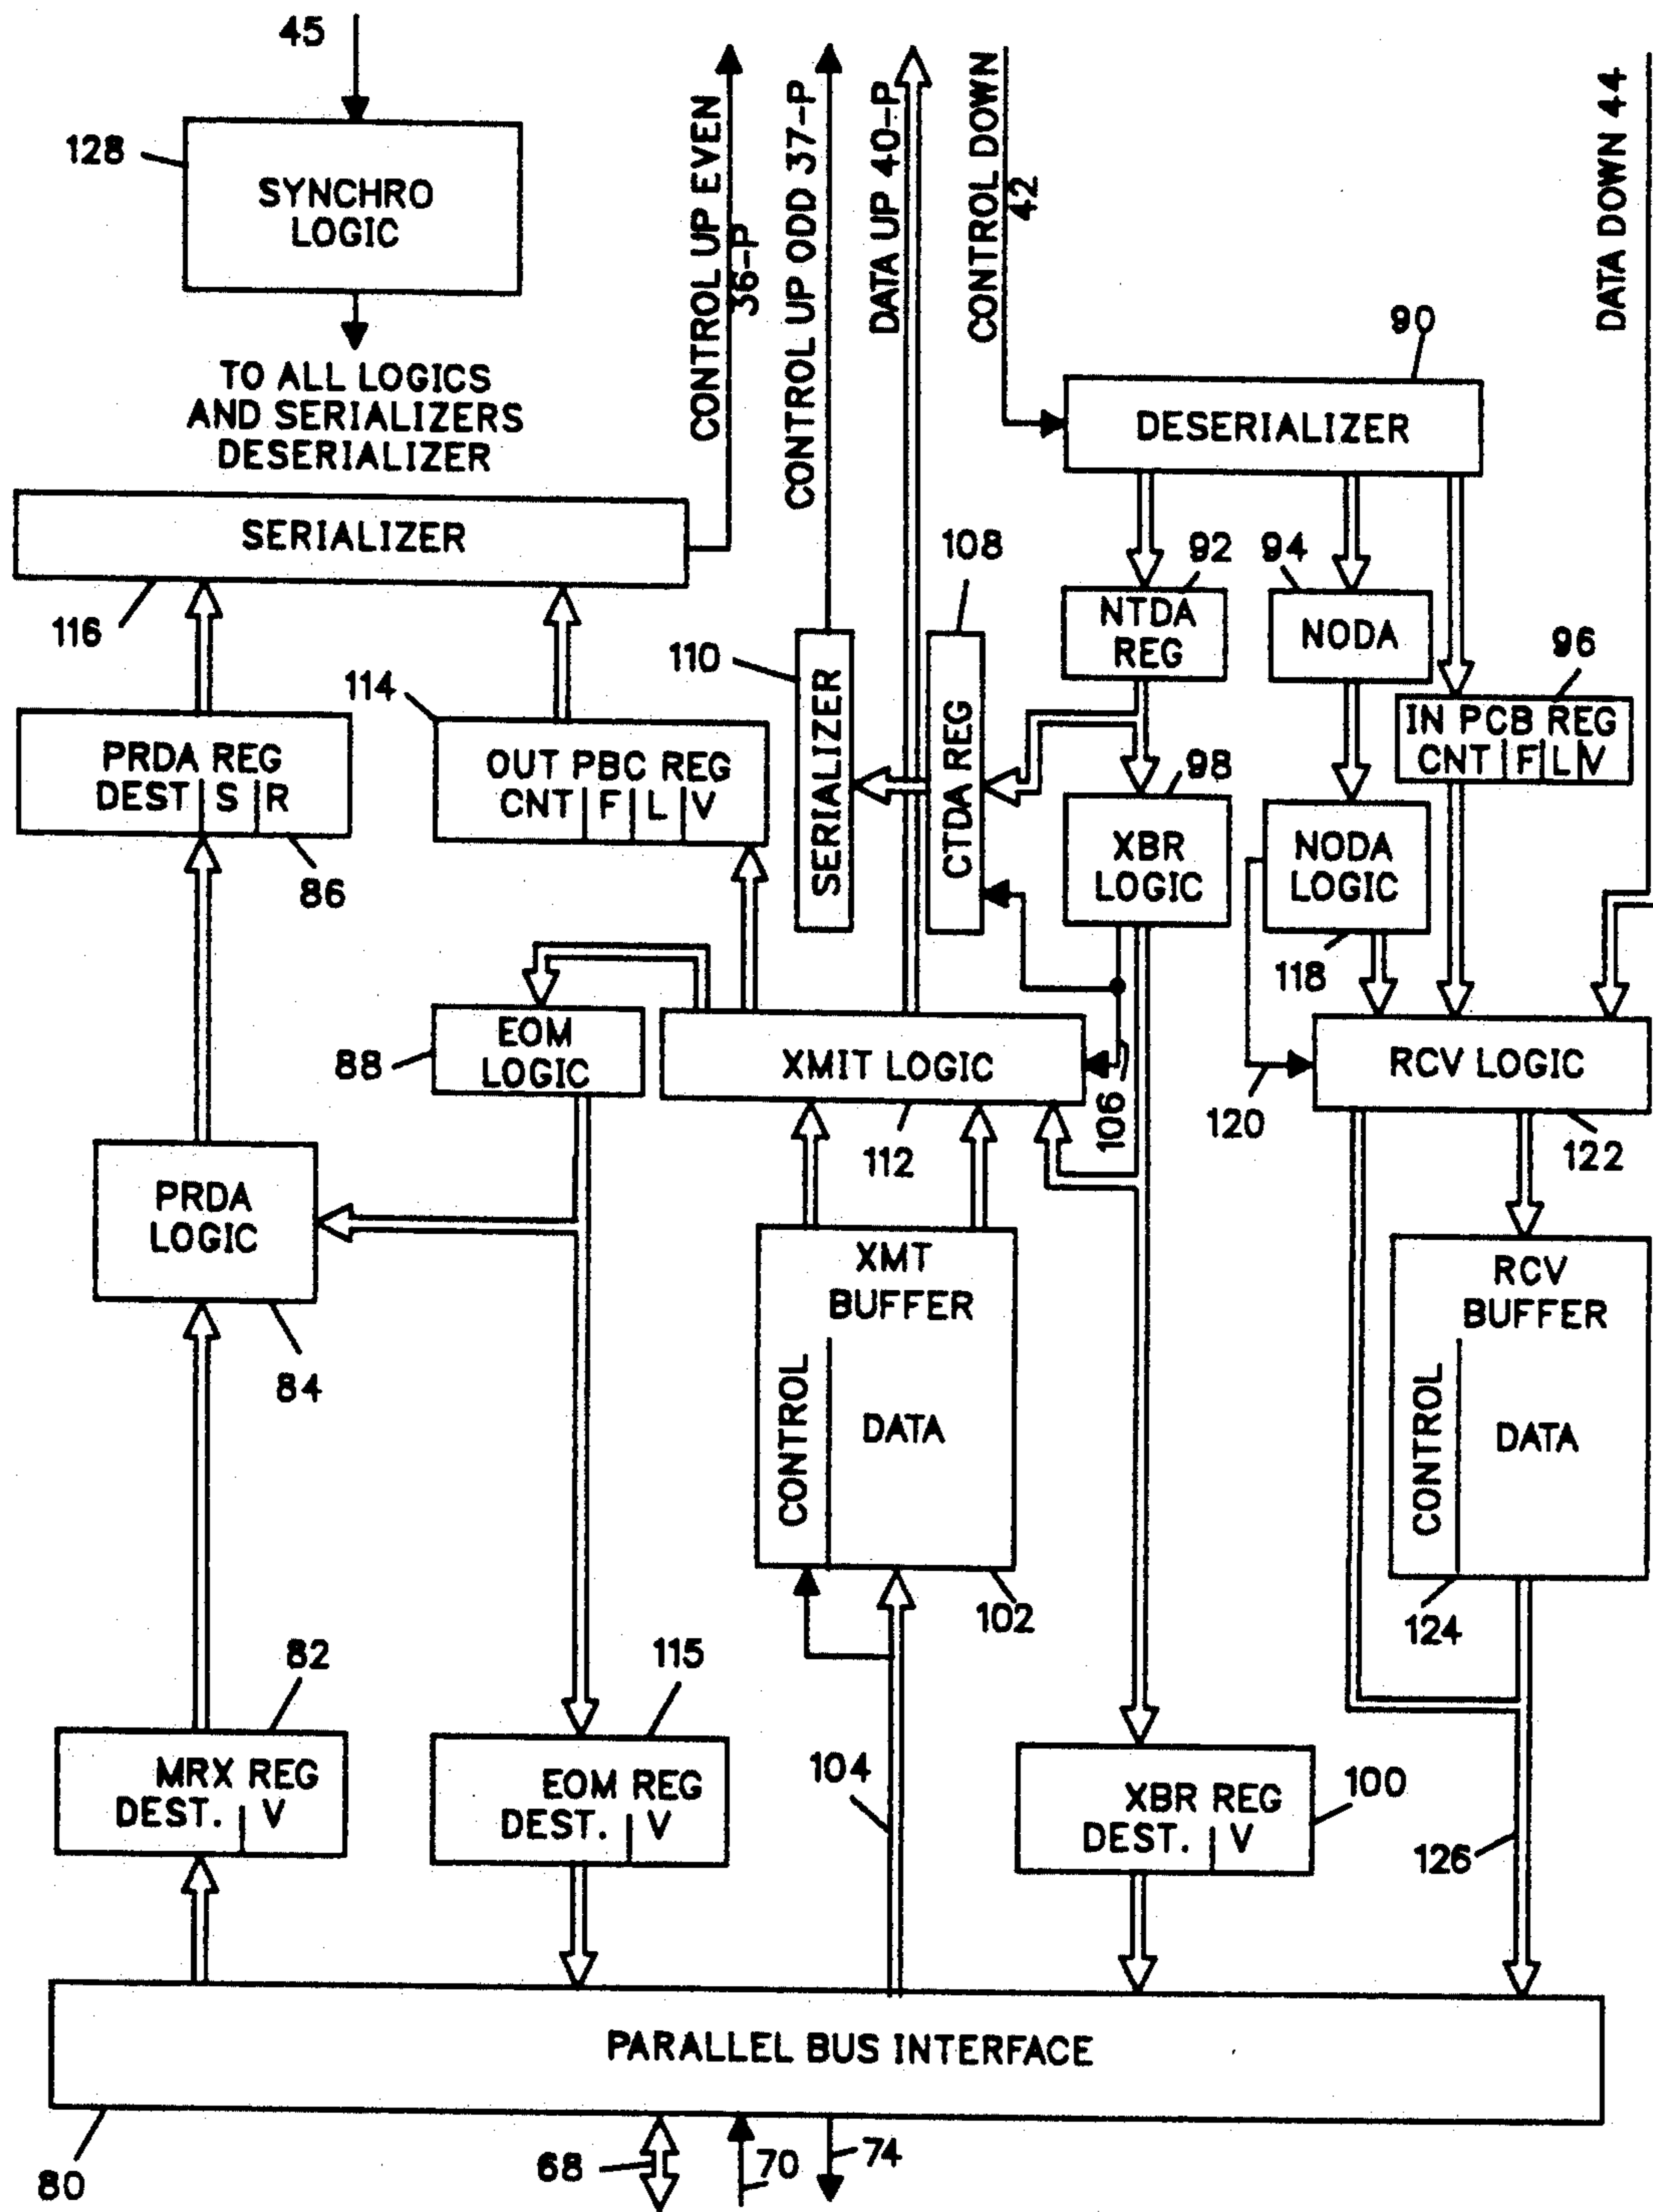 45
128
SYNCHRO
LOGIC
TO ALL LOGICS
AND SERIALIZERS
DESERIALIZER
CONTROL UP EVEN
36-P
CONTROL UP ODD 37-P
DATA UP 40-P
CONTROL DOWN
42
DATA DOWN 44
90
DESERIALIZER
SERIALIZER
116
108
92
NTDA
REG
94
NODA
96
IN PCB REG
CNT F L V
110
SERIALIZER
CTDA REG
114
PRDA REG
DEST S R
86
OUT PBC REG
CNT F L V
98
XBR
LOGIC
NODA
LOGIC
118
EOM
LOGIC
88
XMIT LOGIC
112
106
120
RCV LOGIC
122
PRDA
LOGIC
84
XMT
BUFFER
CONTROL
DATA
102
RCV
BUFFER
CONTROL
DATA
124
82
MRX REG
DEST. V
115
EOM REG
DEST. V
104
XBR REG
DEST. V
100
126
PARALLEL BUS INTERFACE
80
68
70
74